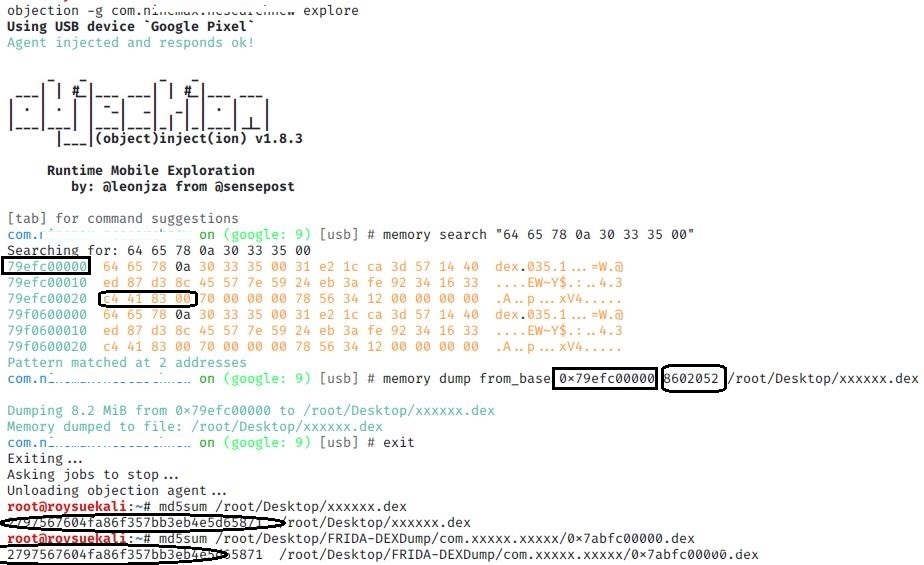 objection -g com. explore
Using USB device `Google Pixel`
Agent injected and responds ok!
(object)inject(ion) v1.8.3
Runtime Mobile Exploration
by: @leonjza from @sensepost
[tab] for command suggestions
on (google: 9) [usb] # memory search "64 65 78 0a 30 33 35 00"
Searching for: 64 65 78 0a 30 33 35 00
79efc00000 64 65 78 0a 30 33 35 00 31 e2 1c ca 3d 57 14 40 dex.035.1...=W.@
79efc00010 ed 87 d3 8c 45 57 7e 59 24 eb 3a fe 92 34 16 33 ....EW~Y$.:..4.3
79efc00020 c4 41 83 00 70 00 00 00 78 56 34 12 00 00 00 00 .A..p...xV4.....
79f0600000 64 65 78 0a 30 33 35 00 31 e2 1c ca 3d 57 14 40 dex.035.1...=W.@
79f0600010 ed 87 d3 8c 45 57 7e 59 24 eb 3a fe 92 34 16 33 ....EW~Y$.:..4.3
79f0600020 c4 41 83 00 70 00 00 00 78 56 34 12 00 00 00 00 .A..p...xV4.....
Pattern matched at 2 addresses
on (google: 9) [usb] # memory dump from_base 0×79efc00000 8602052 /root/Desktop/xxxxxx.dex
Dumping 8.2 MiB from 0×79efc00000 to /root/Desktop/xxxxxx.dex
Memory dumped to file: /root/Desktop/xxxxxx.dex
on (google: 9) [usb] # exit
Exiting...
Asking jobs to stop...
Unloading objection agent...
root@roysuekali:~# md5sum /root/Desktop/xxxxxx.dex
2797567604fa86f357bb3eb4e5d65871 /root/Desktop/xxxxxx.dex
root@roysuekali:~# md5sum /root/Desktop/FRIDA-DEXDump/com.xxxxx.xxxxx/0×7abfc00000.dex
2797567604fa86f357bb3eb4e5d65871 /root/Desktop/FRIDA-DEXDump/com.xxxxx.xxxxx/0×7abfc00000.dex